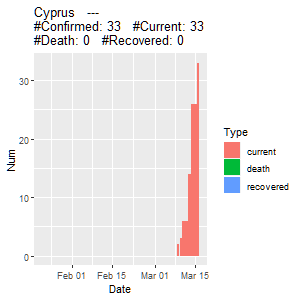 Cyprus --- 
#Confirmed: 33 #Current: 33
#Death: 0 #Recovered: 0
Num
30
20
10
0
Feb 01 Feb 15 Mar 01 Mar 15
Date
Type
current
death
recovered